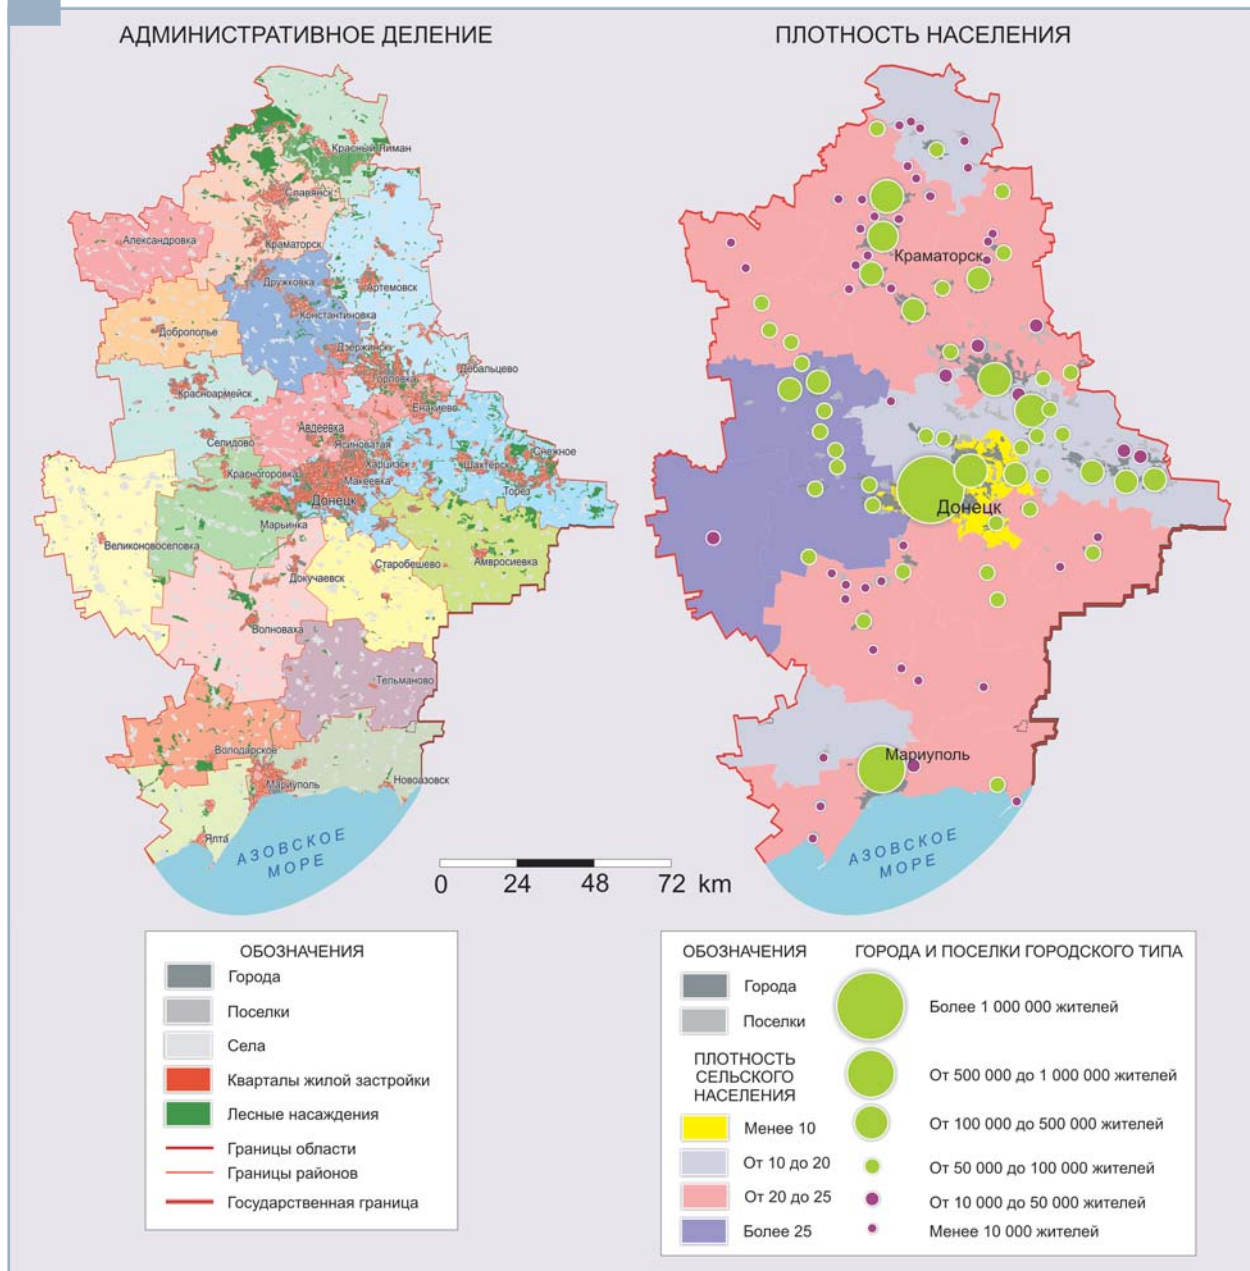 АДМИНИСТРАТИВНОЕ ДЕЛЕНИЕ
Красный Лиман
Славянск
Александровка
Краматорск
Дружковка
Артемовск
Константиновка
Доброполье
Дзержинск
Дебальцево
Горловка
Красноармейск
Енакиево
Авдеевка
Селидово
Ясиноватая
Снежное
Харцизск
Шахтерск
Красногоровка
Макеевка
Торез
Донецк
Марьинка
Великоновоселовка
Старобешево
Амвросиевка
Докучаевск
Волноваха
Тельманово
Володарское
Мариуполь
Новоазовск
Ялта
АЗОВСКОЕ
МОРЕ
ПЛОТНОСТЬ НАСЕЛЕНИЯ
Краматорск
Донецк
Мариуполь
АЗОВСКОЕ
МОРЕ
0 24 48 72 km
ОБОЗНАЧЕНИЯ
Города
Поселки
Села
Кварталы жилой застройки
Лесные насаждения
Границы области
Границы районов
Государственная граница
ОБОЗНАЧЕНИЯ
Города
Поселки
ПЛОТНОСТЬ
СЕЛЬСКОГО
НАСЕЛЕНИЯ
Менее 10
От 10 до 20
От 20 до 25
Более 25
ГОРОДА И ПОСЕЛКИ ГОРОДСКОГО ТИПА
Более 1 000 000 жителей
От 500 000 до 1 000 000 жителей
От 100 000 до 500 000 жителей
От 50 000 до 100 000 жителей
От 10 000 до 50 000 жителей
Менее 10 000 жителей